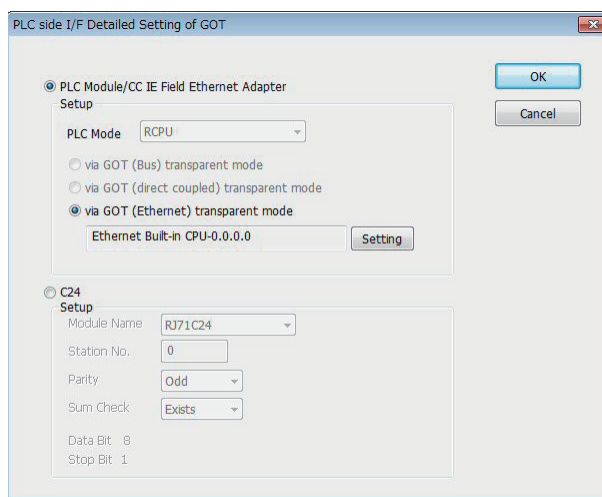 PLC side I/F Detailed Setting of GOT
OK
Cancel
PLC Module/CC IE Field Ethernet Adapter
Setup
PLC Mode RCPU
via GOT (Bus) transparent mode
via GOT (direct coupled) transparent mode
via GOT (Ethernet) transparent mode
Ethernet Built-in CPU-0.0.0.0 Setting
C24
Setup
Module Name RJ71C24
Station No. 0
Parity Odd
Sum Check Exists
Data Bit 8
Stop Bit 1